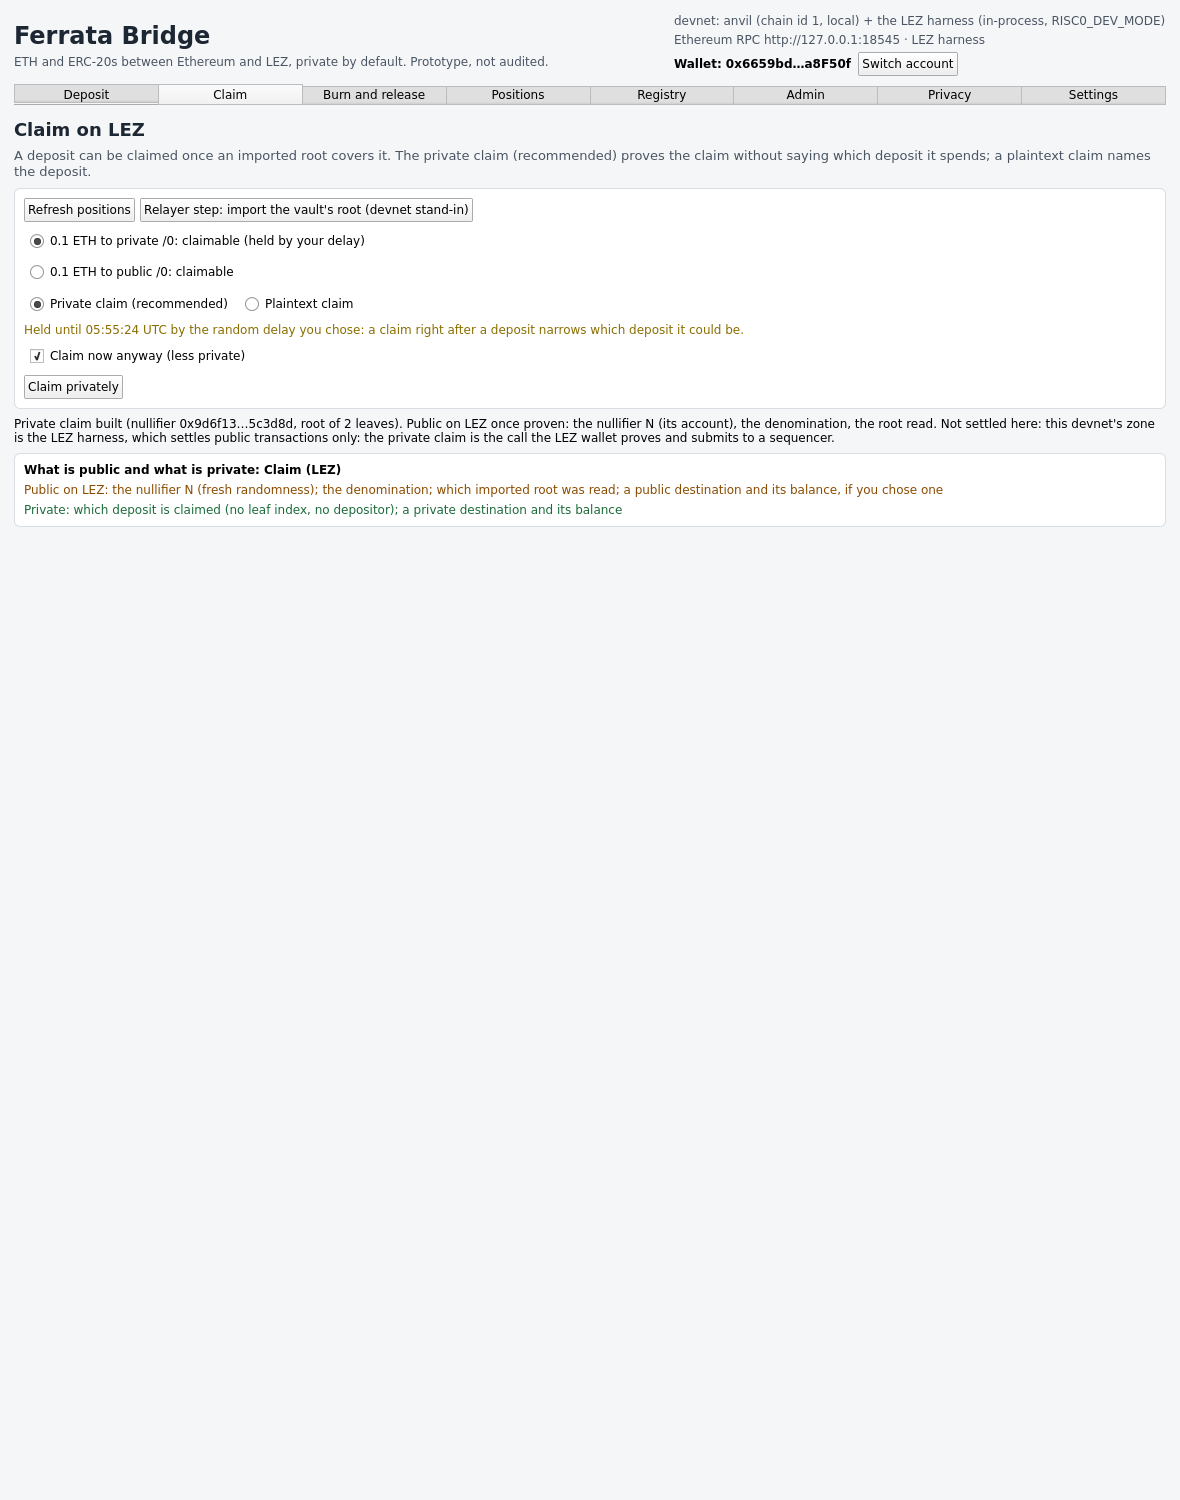 Ferrata Bridge
ETH and ERC-20s between Ethereum and LEZ, private by default. Prototype, not audited.
devnet: anvil (chain id 1, local) + the LEZ harness (in-process, RISC0_DEV_MODE)
Ethereum RPC http://127.0.0.1:18545 · LEZ harness
Wallet: 0x6659bd…a8F50f Switch account
Deposit Claim Burn and release Positions Registry Admin Privacy Settings
Claim on LEZ
A deposit can be claimed once an imported root covers it. The private claim (recommended) proves the claim without saying which deposit it spends; a plaintext claim names
the deposit.
Refresh positions Relayer step: import the vault's root (devnet stand-in)
0.1 ETH to private /0: claimable (held by your delay)
0.1 ETH to public /0: claimable
Private claim (recommended) Plaintext claim
Held until 05:55:24 UTC by the random delay you chose: a claim right after a deposit narrows which deposit it could be.
Claim now anyway (less private)
Claim privately
Private claim built (nullifier 0x9d6f13…5c3d8d, root of 2 leaves). Public on LEZ once proven: the nullifier N (its account), the denomination, the root read. Not settled here: this devnet's zone
is the LEZ harness, which settles public transactions only: the private claim is the call the LEZ wallet proves and submits to a sequencer.
What is public and what is private: Claim (LEZ)
Public on LEZ: the nullifier N (fresh randomness); the denomination; which imported root was read; a public destination and its balance, if you chose one
Private: which deposit is claimed (no leaf index, no depositor); a private destination and its balance